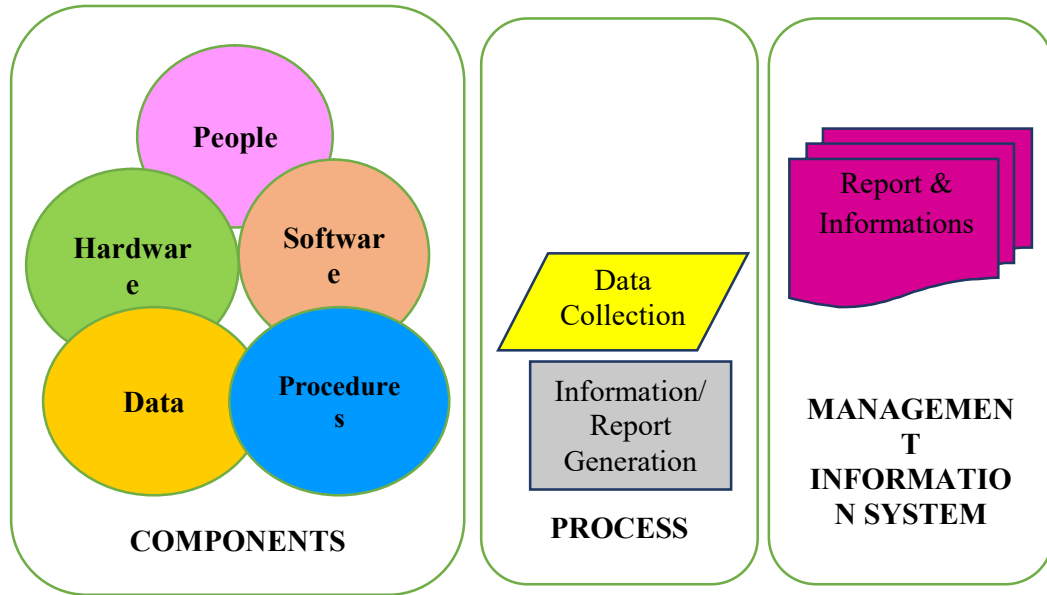 People
Hardwar
e
Softwar
e
Data
Procedure
s
COMPONENTS
Data
Collection
Information/
Report
Generation
PROCESS
Report &
Informations
MANAGEMEN
T
INFORMATIO
N SYSTEM